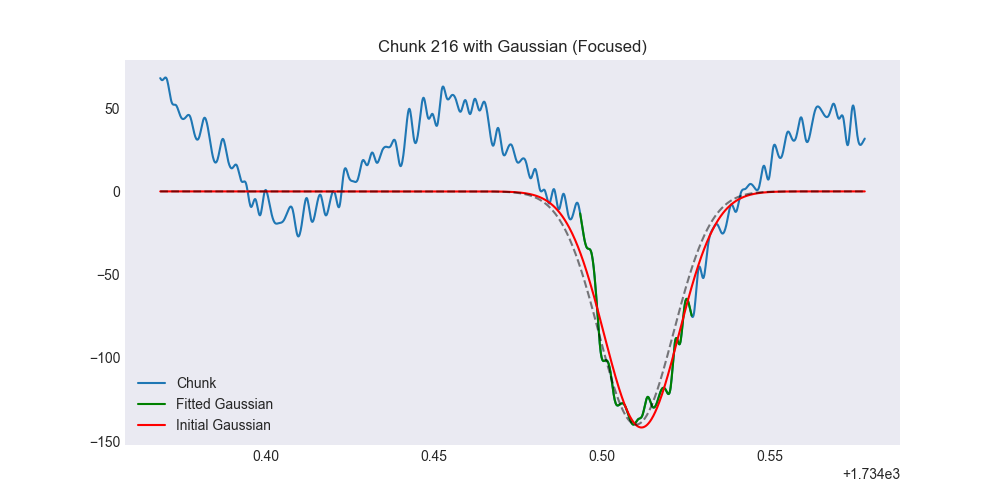 Chunk 216 with Gaussian (Focused)
50
0
−50
−100
−150
Chunk
Fitted Gaussian
Initial Gaussian
0.40 0.45 0.50 0.55
+1.734e3